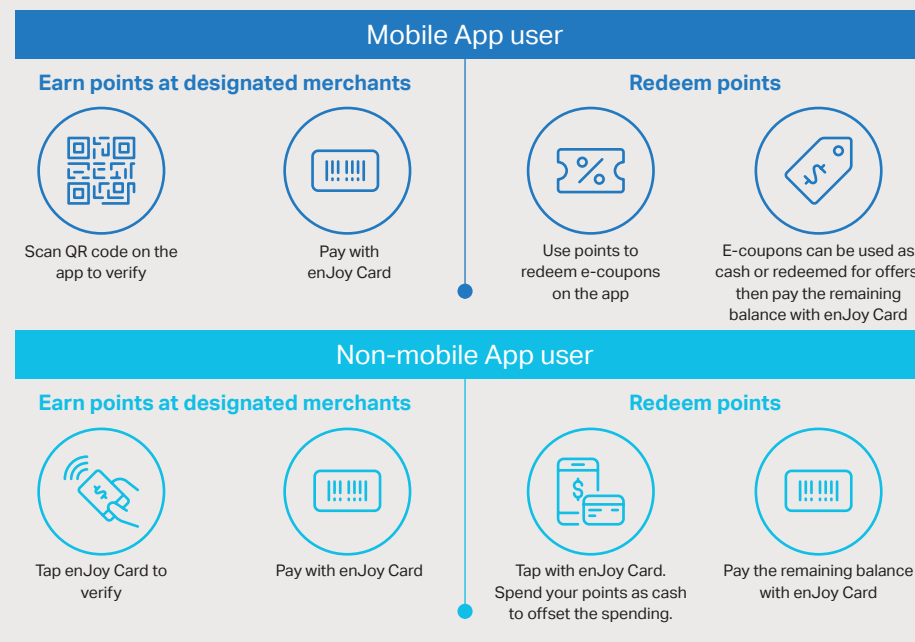 Mobile App user
Earn points at designated merchants
Scan QR code on the
app to verify
Pay with
enJoy Card
Redeem points
Use points to
redeem e-coupons
on the app
E-coupons can be used as
cash or redeemed for offers
then pay the remaining
balance with enJoy Card
Non-mobile App user
Earn points at designated merchants
Tap enJoy Card to
verify
Pay with enJoy Card
Redeem points
Tap with enJoy Card.
Spend your points as cash
to offset the spending.
Pay the remaining balance
with enJoy Card